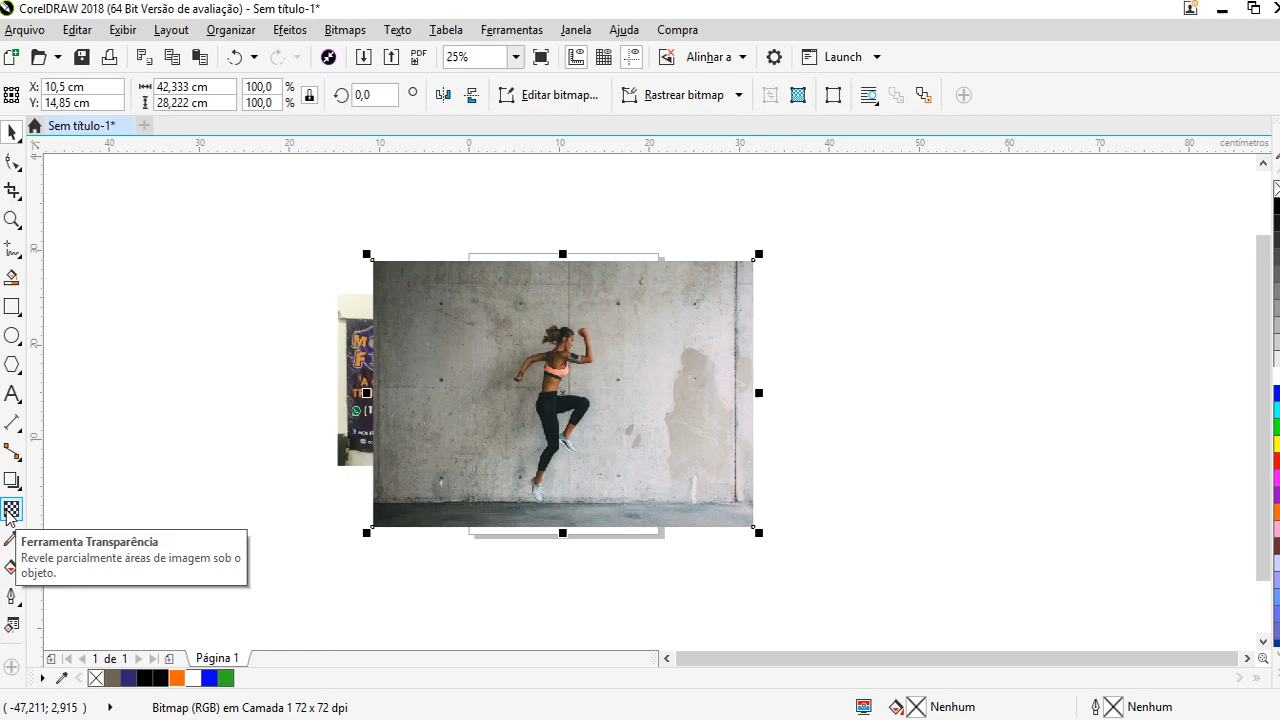 CorelDRAW 2018 (64 Bit Versão de avaliação) - Sem título-1*
Arquivo Editar Exibir Layout Organizar Efeitos Bitmaps Texto Tabela Ferramentas Janela Ajuda Compra
PDF 25% Alinhar a Launch
X: 10,5 cm 42,333 cm 100,0 % 0,0 ° Editar bitmap... Rastrear bitmap
Y: 14,85 cm 28,222 cm 100,0 %
Sem título-1*
40 30 20 10 0 10 20 30 40 50 60 70 80 centímetros
30
20
10
Ferramenta Transparência
Revele parcialmente áreas de imagem sob o
objeto.
1 de 1 Página 1
( -47,211; 2,915 ) Bitmap (RGB) em Camada 1 72 x 72 dpi Nenhum Nenhum